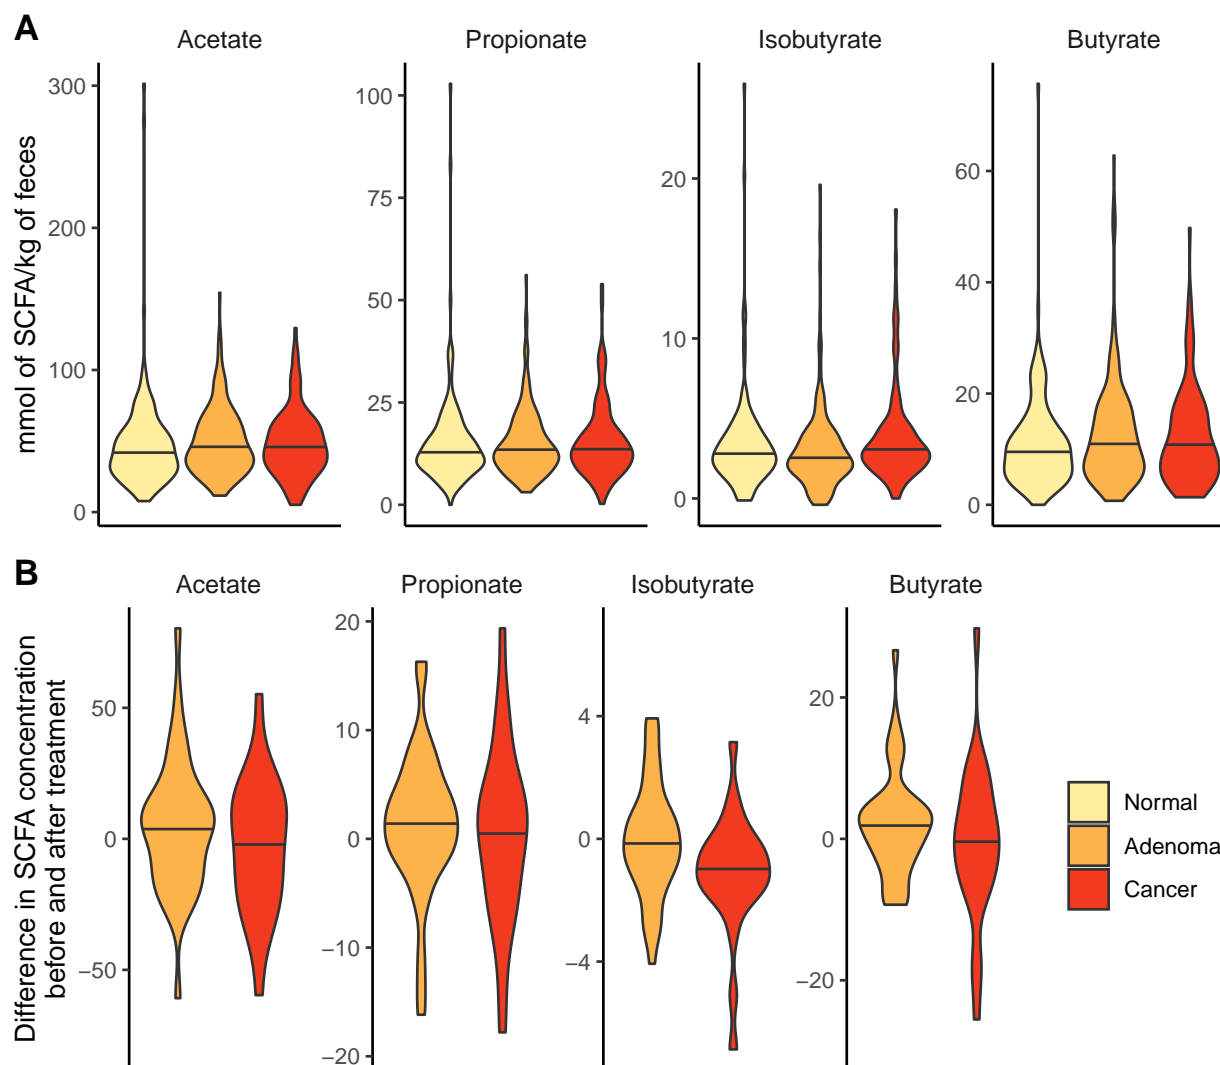 A
Acetate
Propionate
Isobutyrate
Butyrate
mmol of SCFA/kg of feces
300
200
100
0
100
75
50
25
0
20
10
0
60
40
20
0
B
Acetate
Propionate
Isobutyrate
Butyrate
Difference in SCFA concentration
before and after treatment
50
0
−50
20
10
0
−10
−20
4
0
−4
20
0
−20
Normal
Adenoma
Cancer